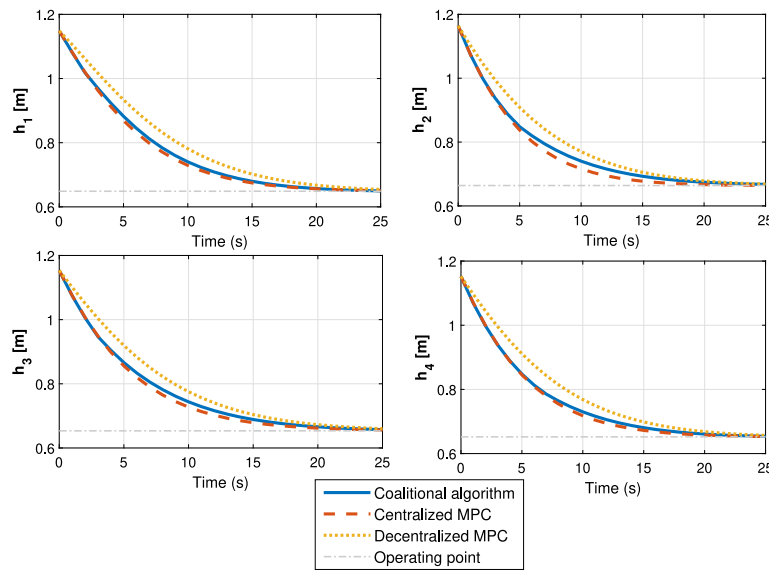 1.2
1
0.8
0.6
h1 [m]
0 5 10 15 20 25
Time (s)
1.2
1
0.8
0.6
h2 [m]
0 5 10 15 20 25
Time (s)
1.2
1
0.8
0.6
h3 [m]
0 5 10 15 20 25
Time (s)
1.2
1
0.8
0.6
h4 [m]
0 5 10 15 20 25
Time (s)
Coalitional algorithm
Centralized MPC
Decentralized MPC
Operating point